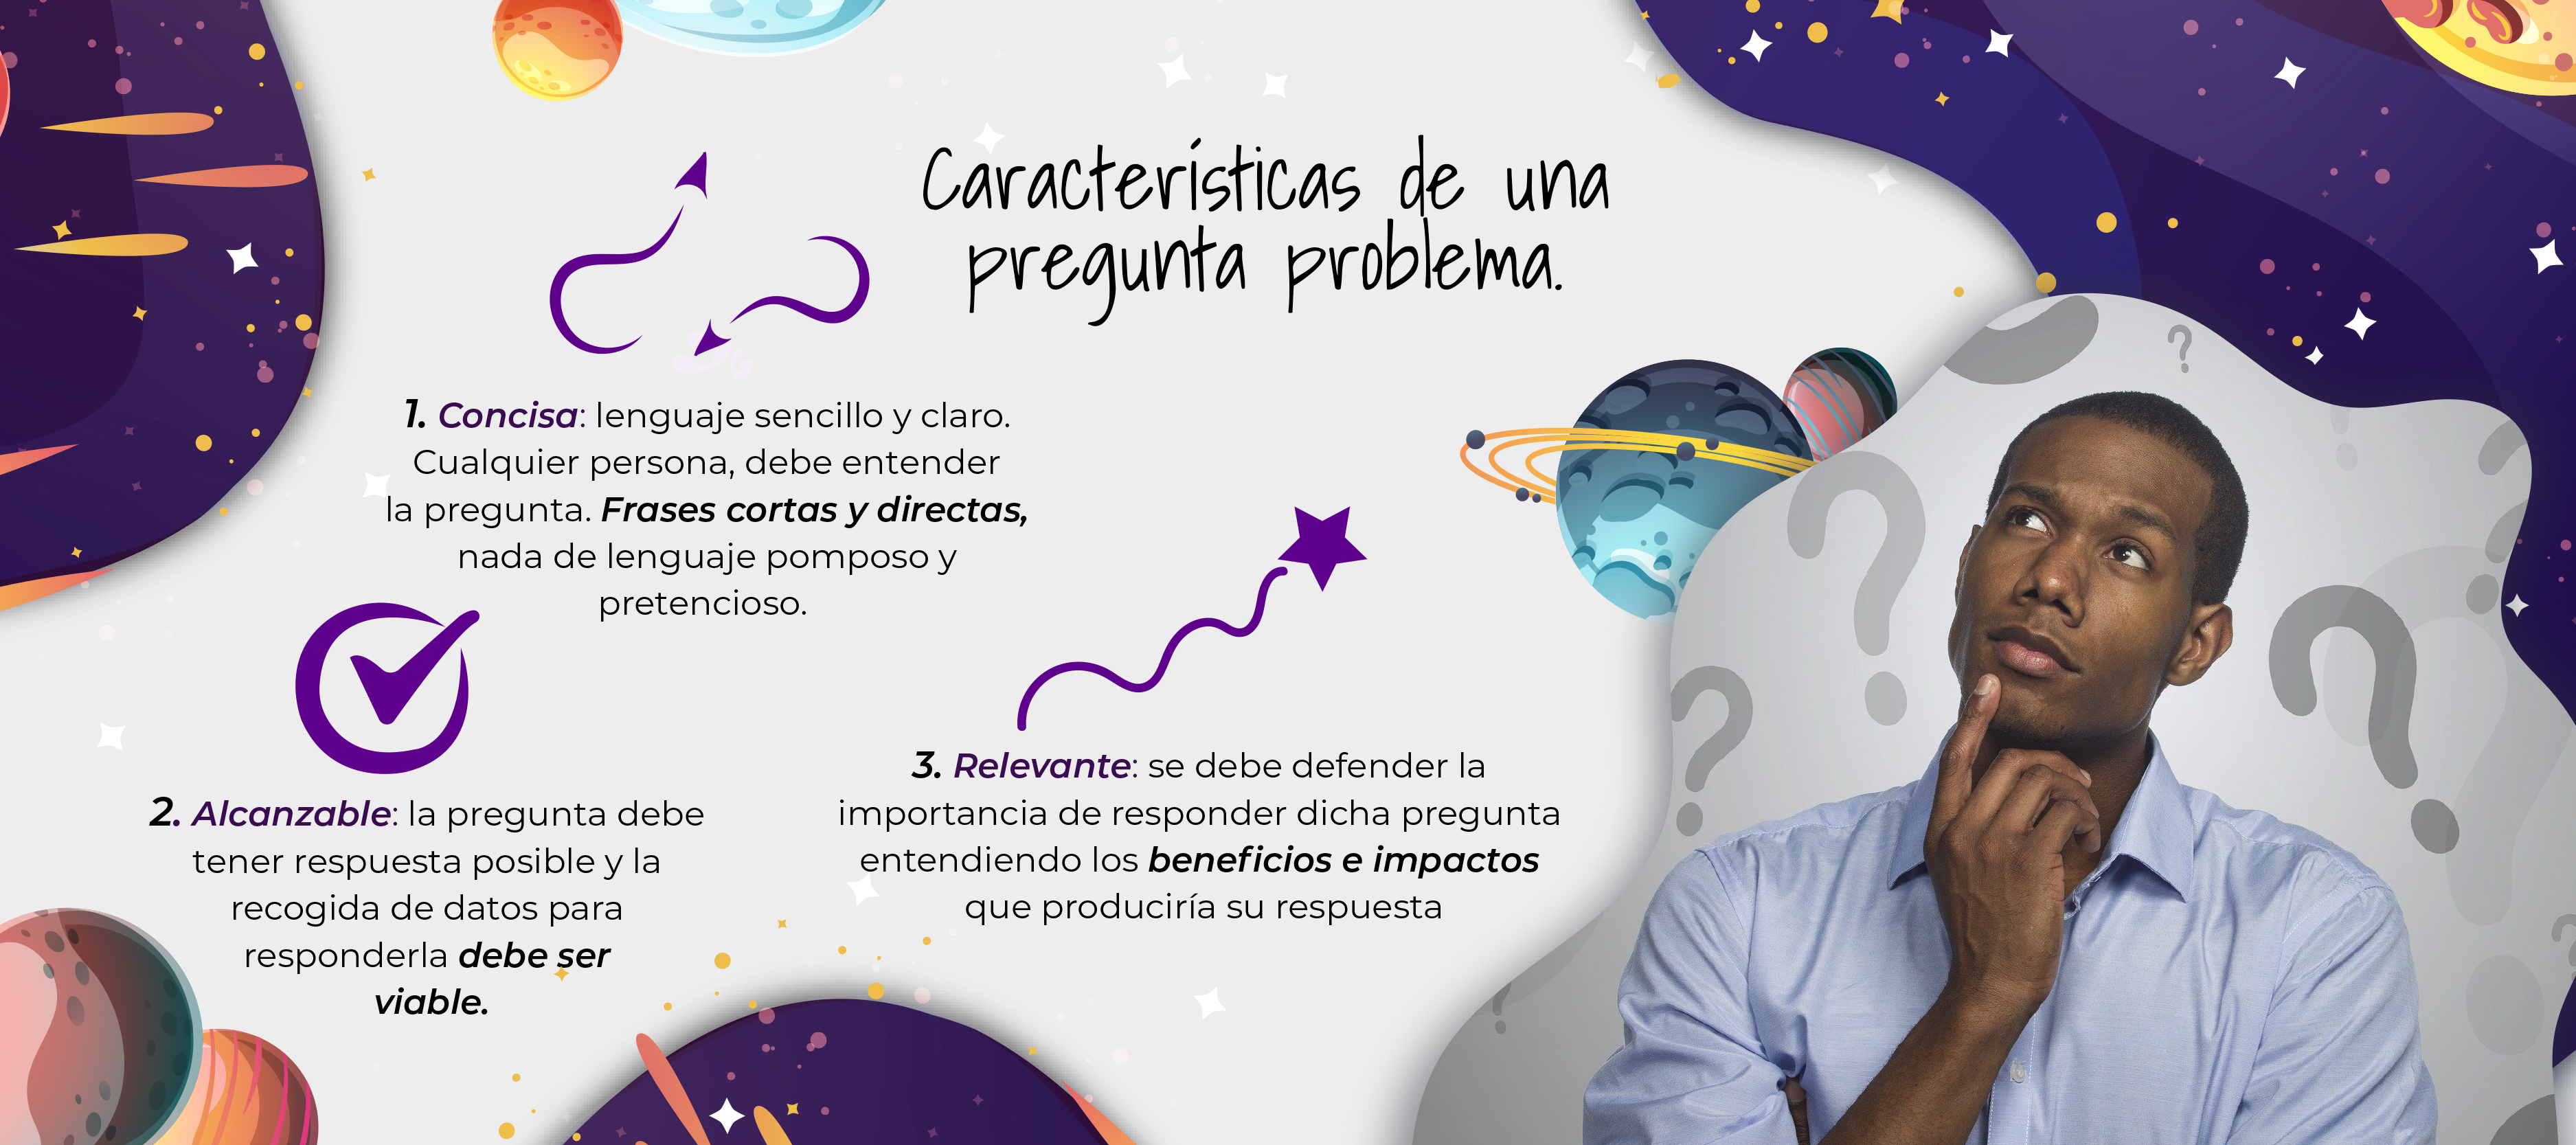 Características de una
pregunta problema.
1. Concisa: lenguaje sencillo y claro.
Cualquier persona, debe entender
la pregunta. Frases cortas y directas,
nada de lenguaje pomposo y
pretencioso.
2. Alcanzable: la pregunta debe
tener respuesta posible y la
recogida de datos para
responderla debe ser
viable.
3. Relevante: se debe defender la
importancia de responder dicha pregunta
entendiendo los beneficios e impactos
que produciría su respuesta